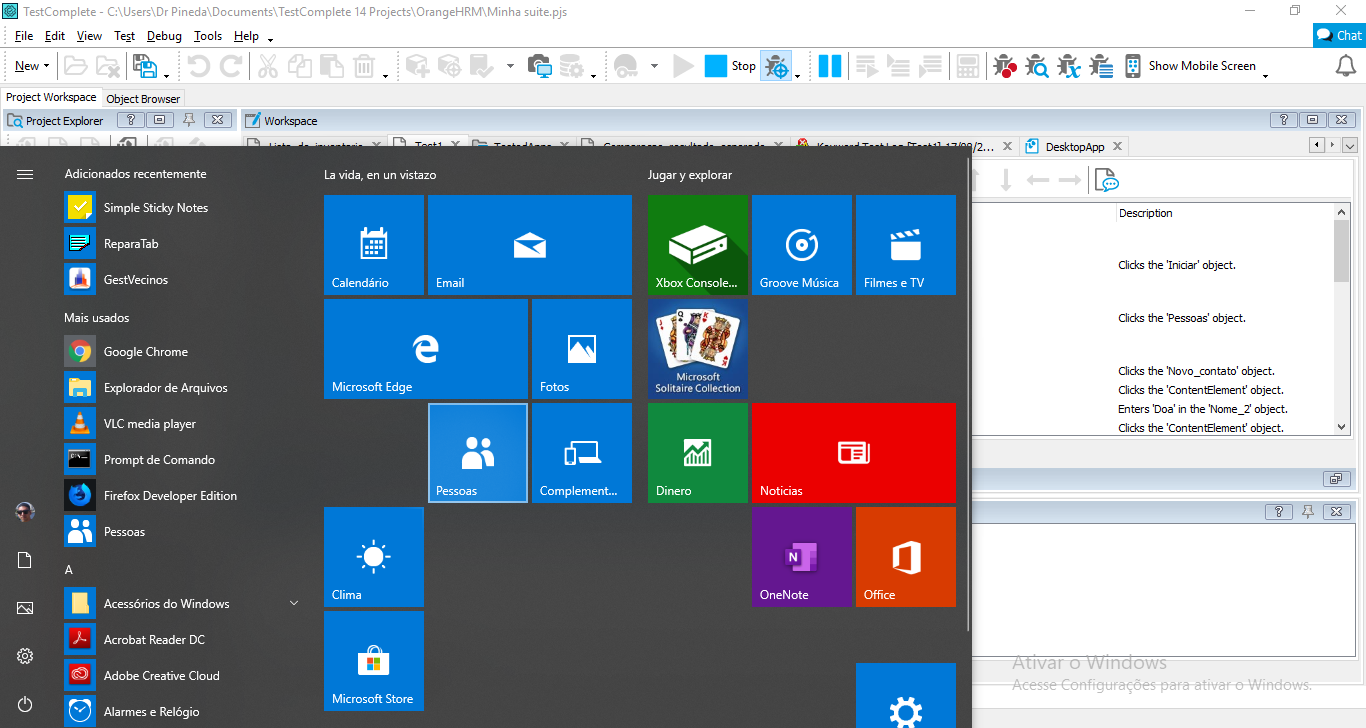 TestComplete - C:\Users\Dr Pineda\Documents\TestComplete 14 Projects\OrangeHRM\Minha suite.pjs
File Edit View Test Debug Tools Help
Chat
New
Stop
Show Mobile Screen
Project Workspace
Object Browser
Project Explorer
Workspace
Test1
DesktopApp
Description
Clicks the 'Iniciar' object.
Clicks the 'Pessoas' object.
Clicks the 'Novo_contato' object.
Clicks the 'ContentElement' object.
Enters 'Doa' in the 'Nome_2' object.
Clicks the 'ContentElement' object.
Adicionados recentemente
Simple Sticky Notes
ReparaTab
GestVecinos
Mais usados
Google Chrome
Explorador de Arquivos
VLC media player
Prompt de Comando
Firefox Developer Edition
Pessoas
A
Acessórios do Windows
Acrobat Reader DC
Adobe Creative Cloud
Alarmes e Relógio
La vida, en un vistazo
Calendário
Email
Microsoft Edge
Fotos
Pessoas
Complement...
Clima
Microsoft Store
Jugar y explorar
Xbox Console...
Groove Música
Filmes e TV
Microsoft
Solitaire Collection
Dinero
Noticias
OneNote
Office
Ativar o Windows
Acesse Configurações para ativar o Windows.